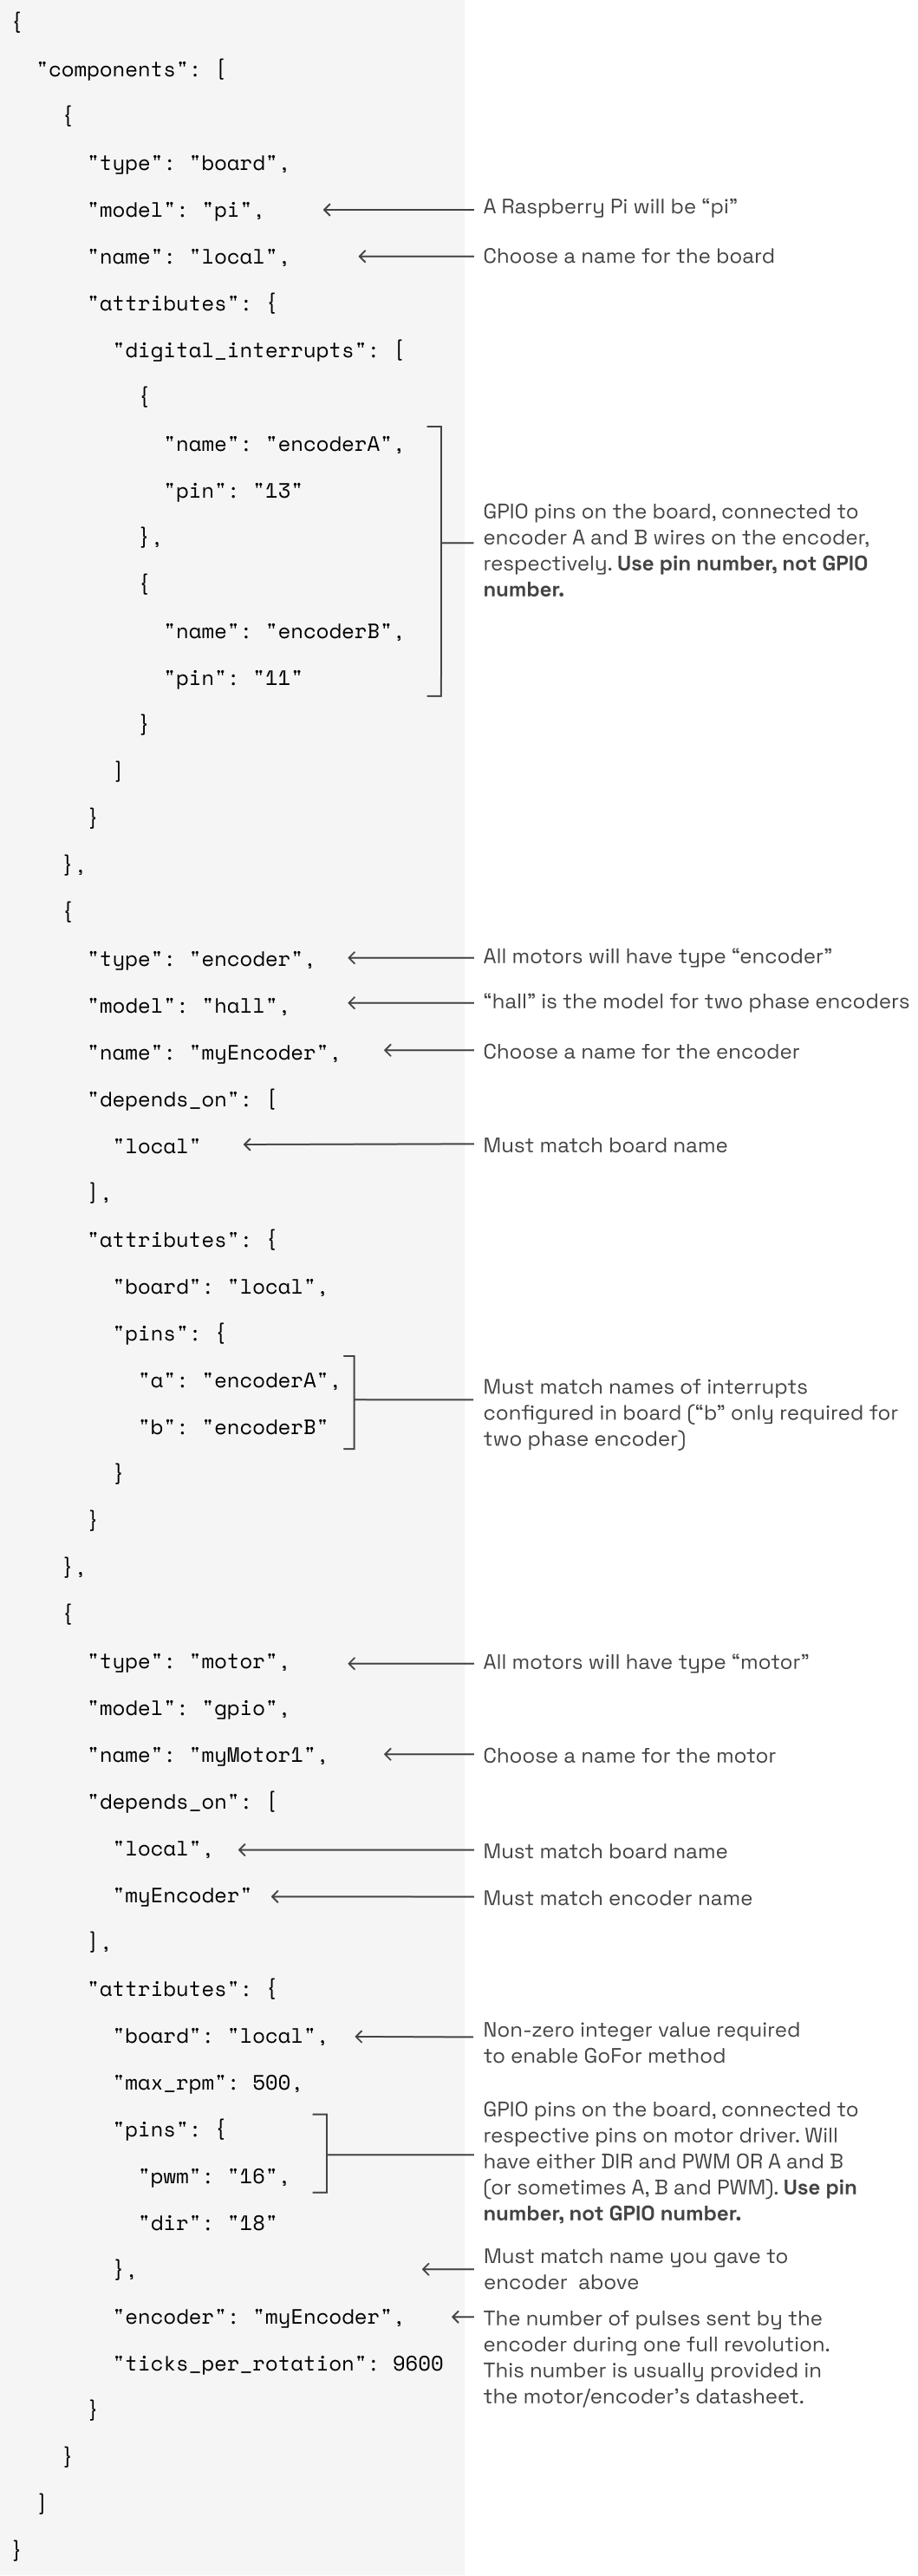 {
"components": [
{
"type": "board",
"model": "pi",
A Raspberry Pi will be “pi”
"name": "local",
Choose a name for the board
"attributes": {
"digital_interrupts": [
{
"name": "encoderA",
"pin": "13"
},
{
"name": "encoderB",
"pin": "11"
}
]
}
},
GPIO pins on the board, connected to
encoder A and B wires on the encoder,
respectively. Use pin number, not GPIO
number.
{
"type": "encoder",
All motors will have type “encoder”
"model": "hall",
“hall” is the model for two phase encoders
"name": "myEncoder",
Choose a name for the encoder
"depends_on": [
"local"
Must match board name
],
"attributes": {
"board": "local",
"pins": {
"a": "encoderA",
"b": "encoderB"
}
}
},
Must match names of interrupts
configured in board (“b” only required for
two phase encoder)
{
"type": "motor",
All motors will have type “motor”
"model": "gpio",
"name": "myMotor1",
Choose a name for the motor
"depends_on": [
"local",
Must match board name
"myEncoder"
Must match encoder name
],
"attributes": {
"board": "local",
Non-zero integer value required
to enable GoFor method
"max_rpm": 500,
"pins": {
"pwm": "16",
"dir": "18"
GPIO pins on the board, connected to
respective pins on motor driver. Will
have either DIR and PWM OR A and B
(or sometimes A, B and PWM). Use pin
number, not GPIO number.
},
Must match name you gave to
encoder above
"encoder": "myEncoder",
"ticks_per_rotation": 9600
The number of pulses sent by the
encoder during one full revolution.
This number is usually provided in
the motor/encoder’s datasheet.
}
}
]
}